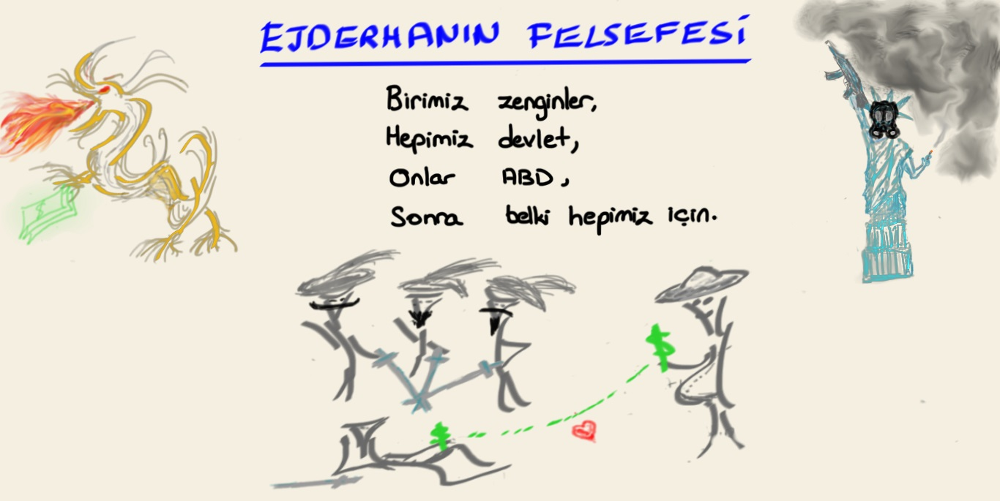 EJDERHANIN FELSEFESİ
Birimiz zenginler,
Hepimiz devlet,
Onlar ABD,
Sonra belki hepimiz için.
$
$
$